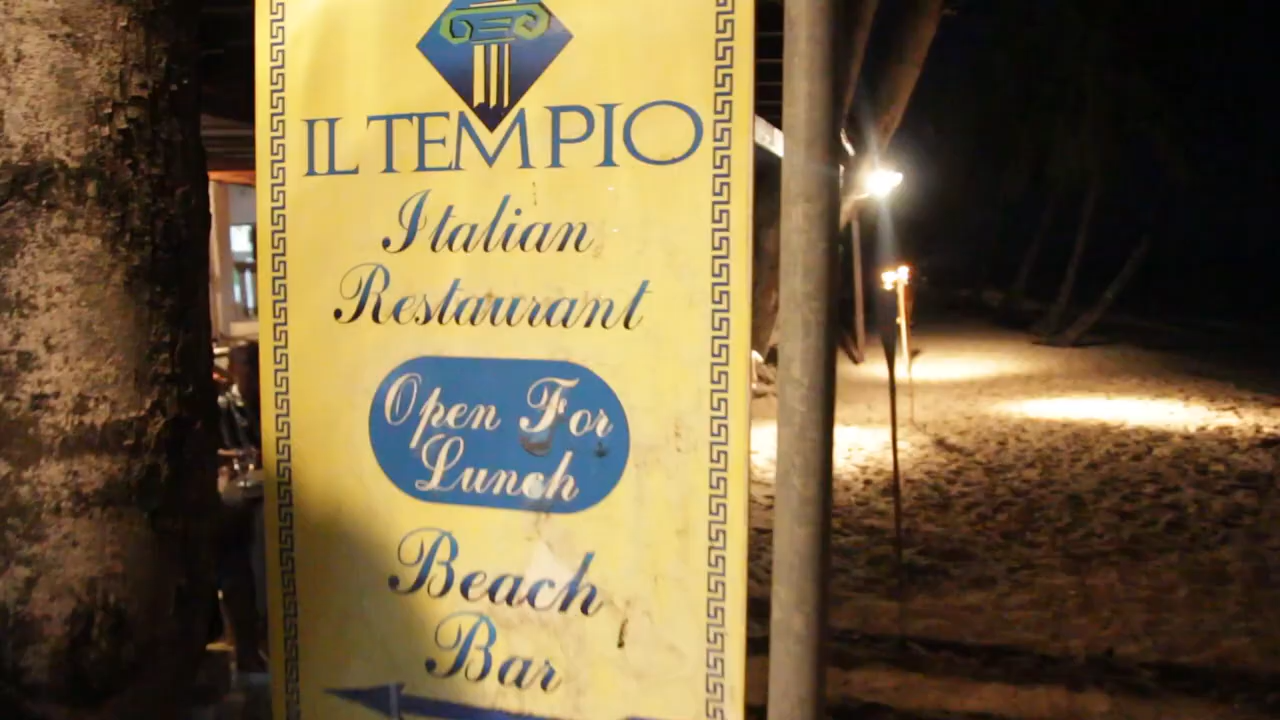 IL TEMPIO
Italian
Restaurant
Open For
Lunch
Beach
Bar